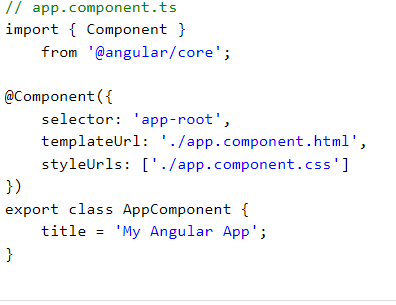 // app.component.ts
import { Component }
    from '@angular/core';

@Component({
    selector: 'app-root',
    templateUrl: './app.component.html',
    styleUrls: ['./app.component.css']
})
export class AppComponent {
    title = 'My Angular App';
}